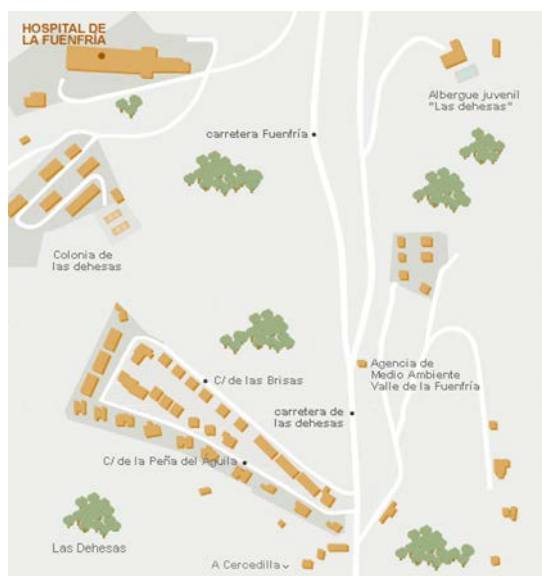 HOSPITAL DE
LA FUENFRÍA
Albergue juvenil
"Las dehesas"
carretera Fuenfría
Colonia de
las dehesas
Agencia de
Medio Ambiente
Valle de la Fuenfría
C/ de las Brisas
carretera de
las dehesas
C/ de la Peña del Aguila
Las Dehesas
A Cercedilla